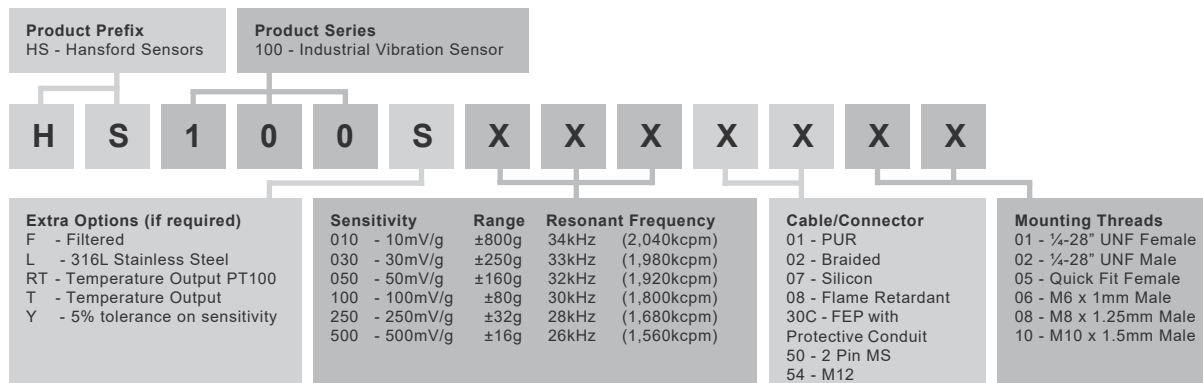 Product Prefix
HS - Hansford Sensors
Product Series
100 - Industrial Vibration Sensor
H S 1 0 0 S X X X X X X X
Extra Options (if required)
F - Filtered
L - 316L Stainless Steel
RT - Temperature Output PT100
T - Temperature Output
Y - 5% tolerance on sensitivity
Sensitivity Range Resonant Frequency
010 - 10mV/g ±800g 34kHz (2,040kcpm)
030 - 30mV/g ±250g 33kHz (1,980kcpm)
050 - 50mV/g ±160g 32kHz (1,920kcpm)
100 - 100mV/g ±80g 30kHz (1,800kcpm)
250 - 250mV/g ±32g 28kHz (1,680kcpm)
500 - 500mV/g ±16g 26kHz (1,560kcpm)
Cable/Connector
01 - PUR
02 - Braided
07 - Silicon
08 - Flame Retardant
30C - FEP with
Protective Conduit
50 - 2 Pin MS
54 - M12
Mounting Threads
01 - ¼-28” UNF Female
02 - ¼-28” UNF Male
05 - Quick Fit Female
06 - M6 x 1mm Male
08 - M8 x 1.25mm Male
10 - M10 x 1.5mm Male